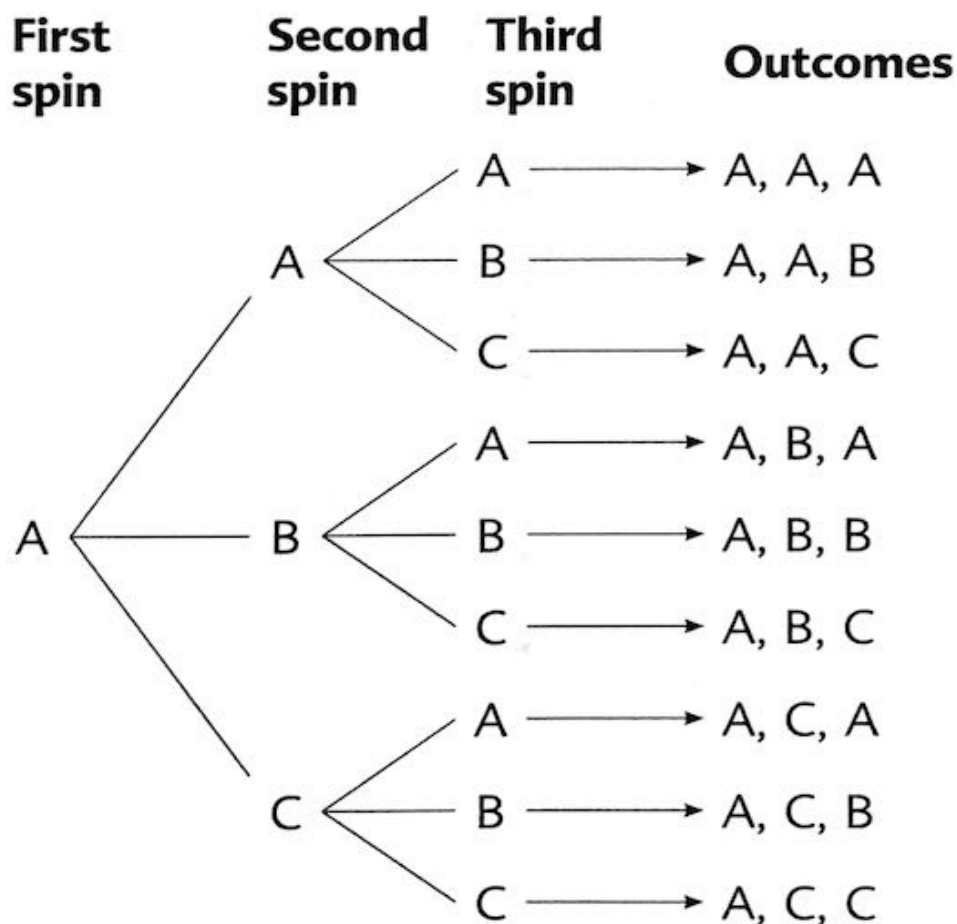 First spin
Second spin
Third spin
Outcomes
A
A, A, A
A
B
A, A, B
C
A, A, C
A
A, B, A
A
B
B
A, B, B
C
A, B, C
A
A, C, A
C
B
A, C, B
C
A, C, C